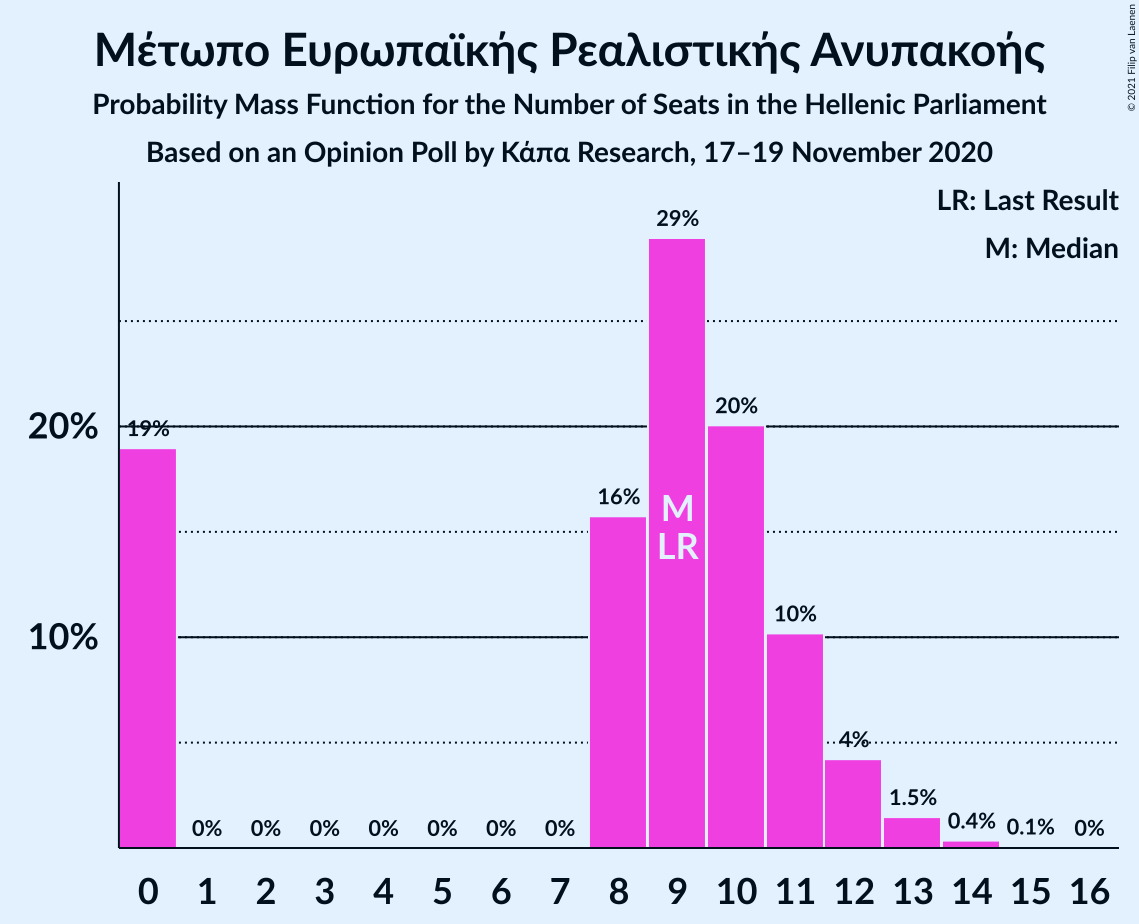 Μέτωπο Ευρωπαϊκής Ρεαλιστικής Ανυπακοής
Probability Mass Function for the Number of Seats in the Hellenic Parliament
Based on an Opinion Poll by Κάπα Research, 17–19 November 2020
© 2021 Filip van Laenen
LR: Last Result
M: Median
20%
10%
19%
0%
0%
0%
0%
0%
0%
0%
16%
29%
20%
10%
4%
1.5%
0.4%
0.1%
0%
M
LR
0 1 2 3 4 5 6 7 8 9 10 11 12 13 14 15 16